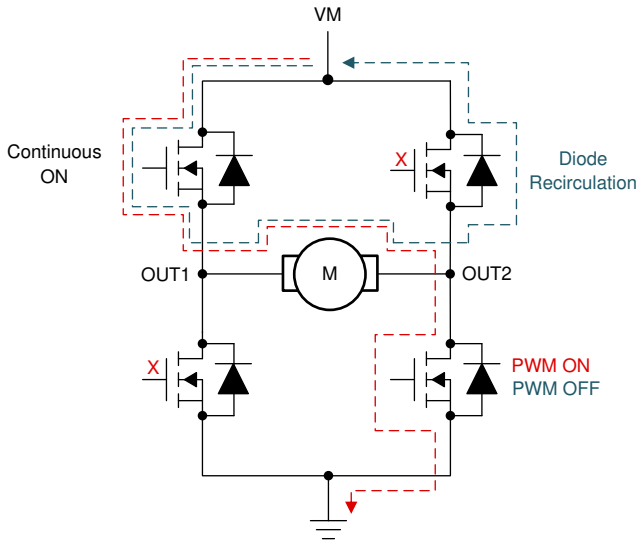 VM
Continuous
ON
X
Diode
Recirculation
OUT1
M
OUT2
X
PWM ON
PWM OFF